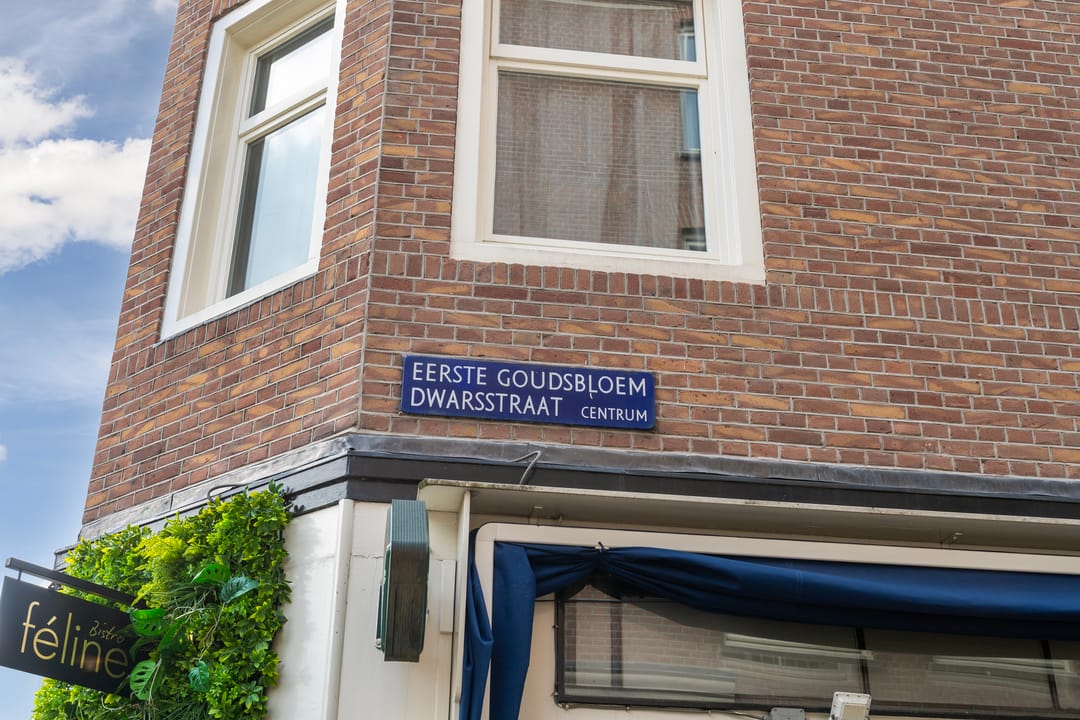 EERSTE GOUDSBLOEM
DWARSSTRAAT CENTRUM
Bistro
féline